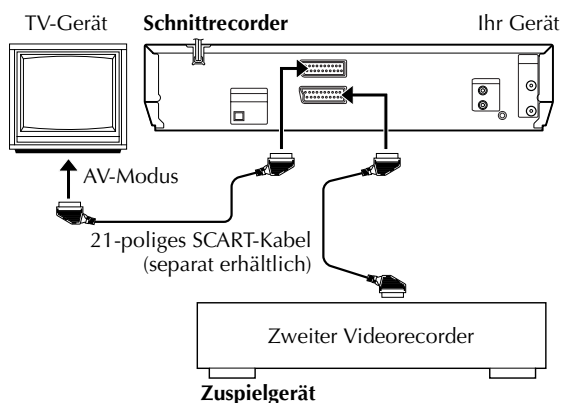 TV-Gerät
Schnittrecorder
Ihr Gerät
AV-Modus
21-poliges SCART-Kabel
(separat erhältlich)
Zweiter Videorecorder
Zuspielgerät